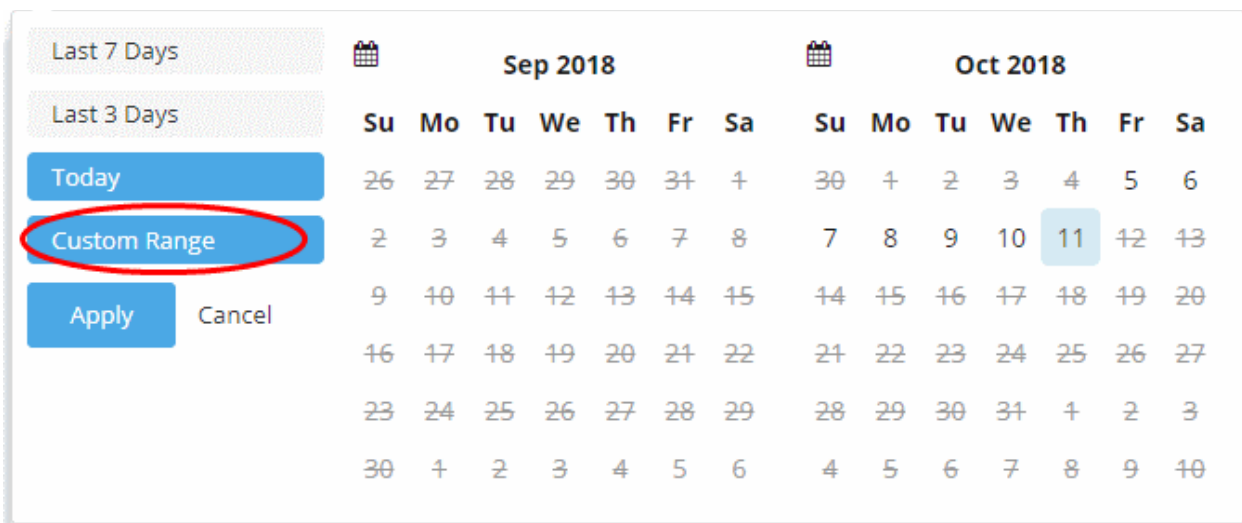 Last 7 Days
Last 3 Days
Today
Custom Range
Apply Cancel
Sep 2018
Su Mo Tu We Th Fr Sa
26 27 28 29 30 31 1
2 3 4 5 6 7 8
9 10 11 12 13 14 15
16 17 18 19 20 21 22
23 24 25 26 27 28 29
30 1 2 3 4 5 6
Oct 2018
Su Mo Tu We Th Fr Sa
30 1 2 3 4 5 6
7 8 9 10 11 12 13
14 15 16 17 18 19 20
21 22 23 24 25 26 27
28 29 30 31 1 2 3
4 5 6 7 8 9 10